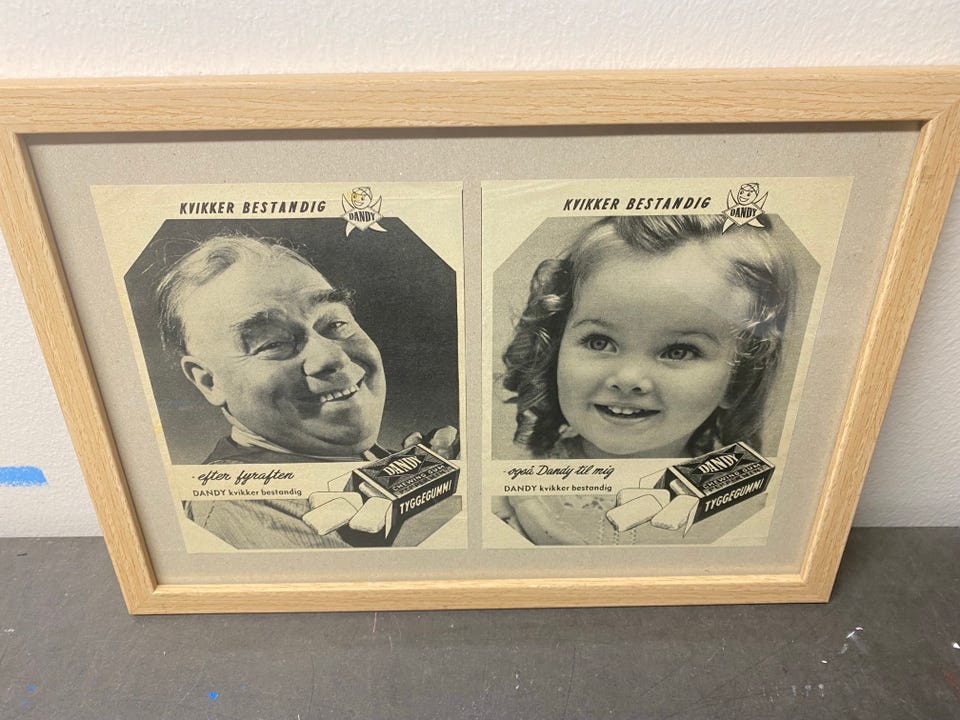 KVIKKER BESTANDIG
DANDY
- efter fyraften
DANDY kvikker bestandig
DANDY
CHEWING GUM
TYGGEGUMMI
KVIKKER BESTANDIG
DANDY
- også Dandy til mig
DANDY kvikker bestandig
DANDY
CHEWING GUM
TYGGEGUMMI